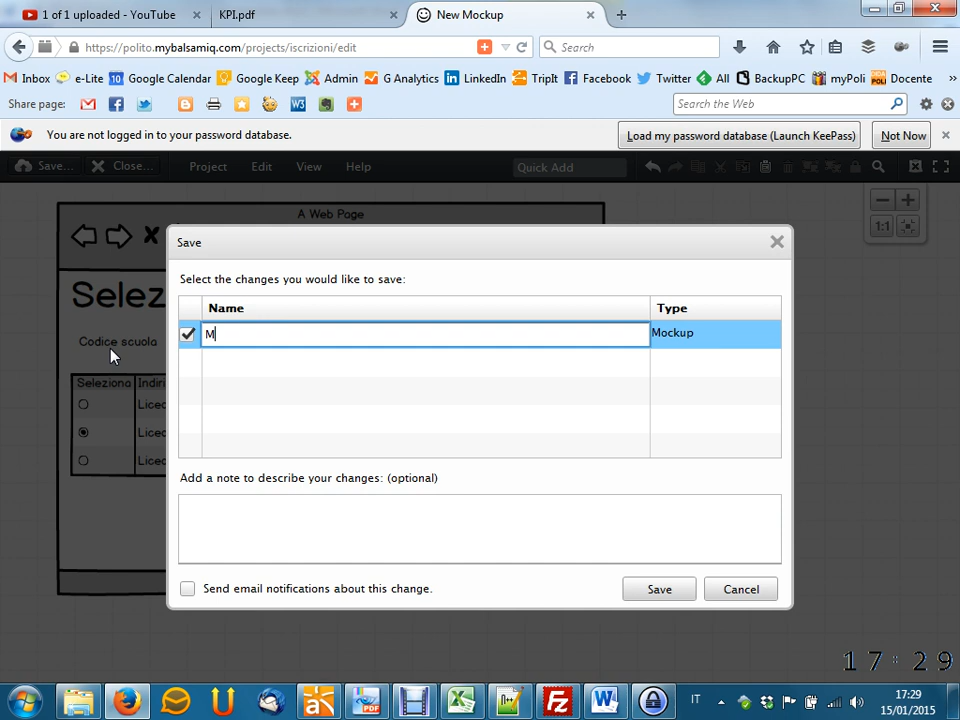 1 of 1 uploaded - YouTube
KPI.pdf
New Mockup
https://polito.mybalsamiq.com/projects/iscrizioni/edit
Search
Inbox e-Lite 10 Google Calendar Google Keep Admin G Analytics LinkedIn TripIt Facebook Twitter All BackupPC myPoli Docente »
Share page:
Search the Web
You are not logged in to your password database.
Load my password database (Launch KeePass)
Not Now
Save... Close... Project Edit View Help Quick Add
A Web Page
1:1
Save
Select the changes you would like to save:
Name Type
M Mockup
Selez
Codice scuola
Seleziona Indiri
Licec
Licec
Licec
Add a note to describe your changes: (optional)
Send email notifications about this change.
Save Cancel
17:29
IT
17:29
15/01/2015